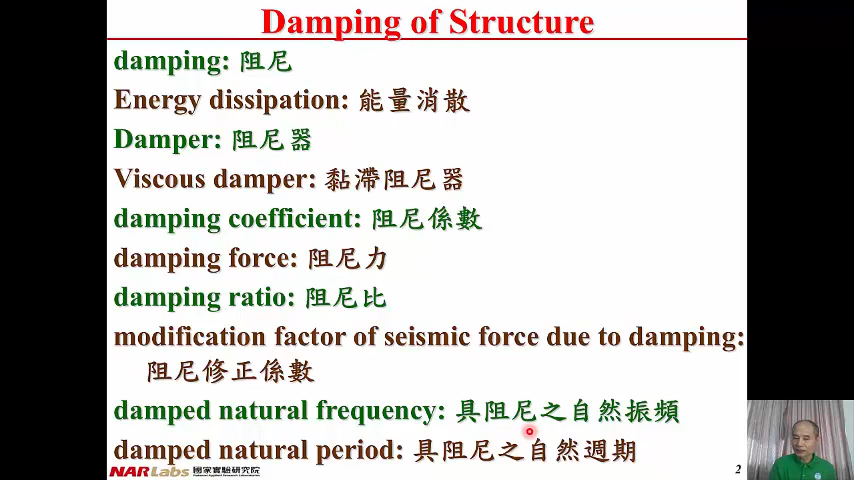 Damping of Structure
damping: 阻尼
Energy dissipation: 能量消散
Damper: 阻尼器
Viscous damper: 黏滯阻尼器
damping coefficient: 阻尼係數
damping force: 阻尼力
damping ratio: 阻尼比
modification factor of seismic force due to damping:
阻尼修正係數
damped natural frequency: 具阻尼之自然振頻
damped natural period: 具阻尼之自然週期
NARLabs 國家實驗研究院
National Applied Research Laboratories
2